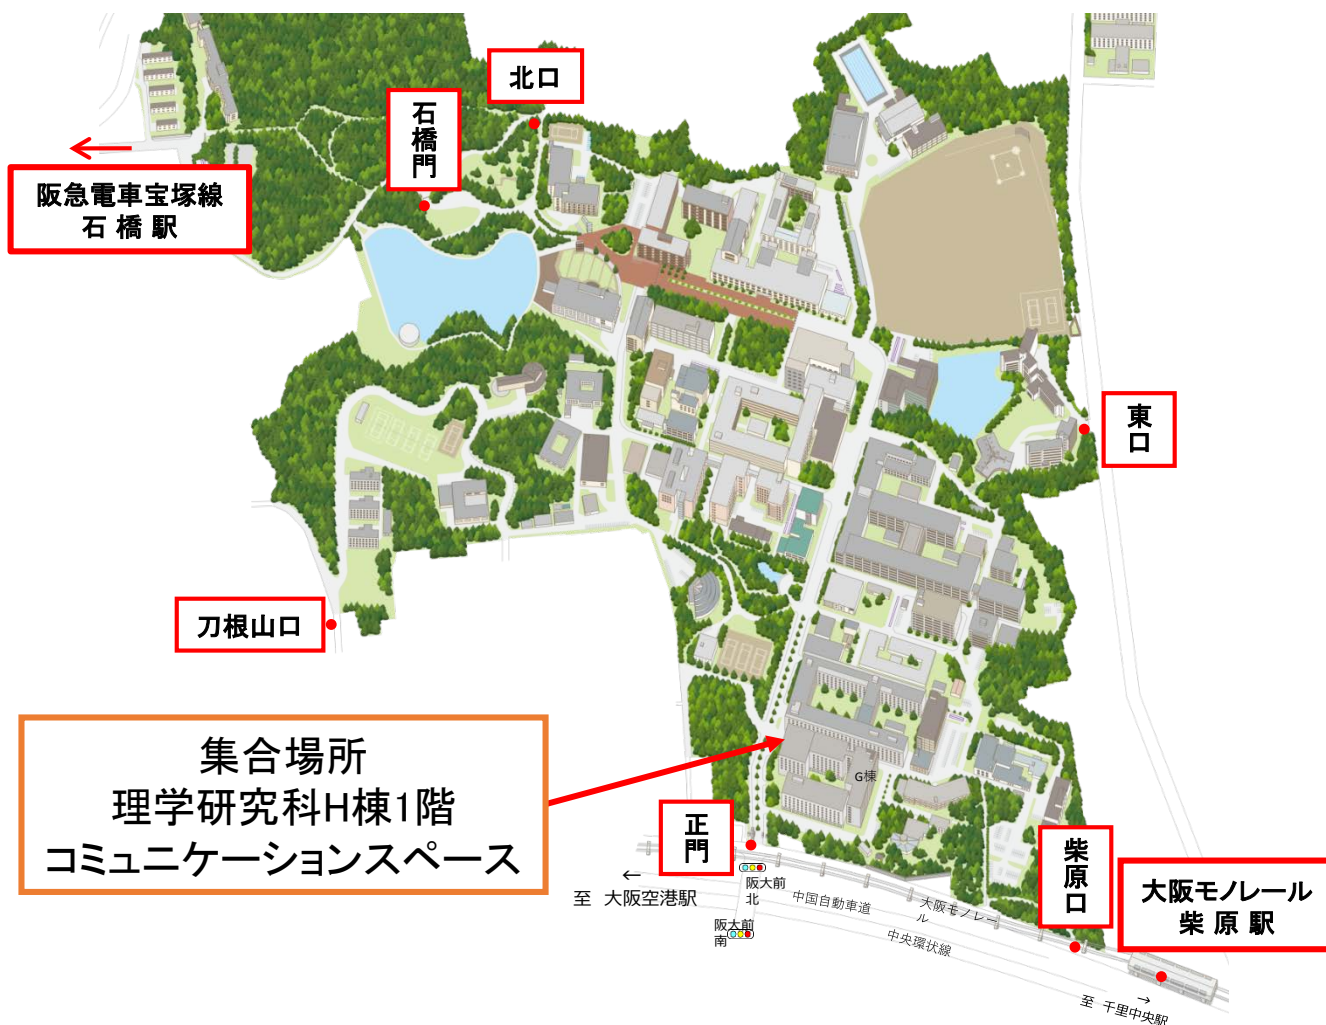 北口
石橋門
阪急電車宝塚線
石橋駅
東口
刀根山口
集合場所
理学研究科H棟1階
コミュニケーションスペース
G棟
正門
柴原口
大阪モノレール
柴原駅
←
至 大阪空港駅
阪大前
北
阪大前
南
中国自動車道
大阪モノレー
ル
中央環状線
→
至 千里中央駅